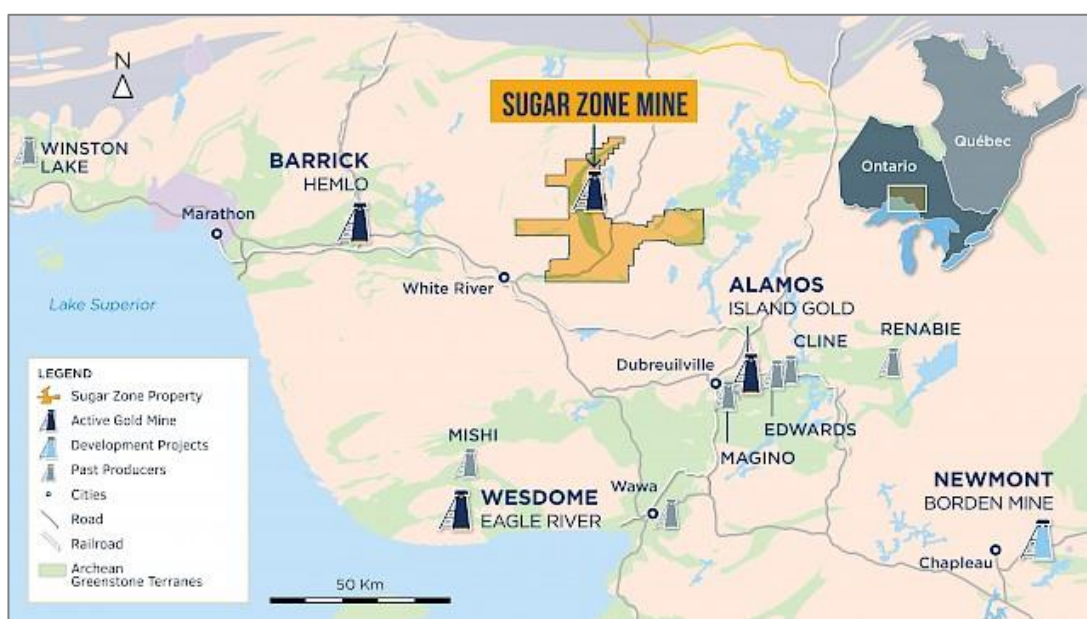 N
SUGAR ZONE MINE
WINSTON
LAKE
BARRICK
HEMLO
Québec
Ontario
Marathon
White River
Lake Superior
ALAMOS
ISLAND GOLD
CLINE
RENABIE
Dubreuilville
EDWARDS
MAGINO
MISHI
WESDOME
EAGLE RIVER
Wawa
NEWMONT
BORDEN MINE
Chapleau
LEGEND
Sugar Zone Property
Active Gold Mine
Development Projects
Past Producers
Cities
Road
Railroad
Archean
Greenstone Terranes
50 Km